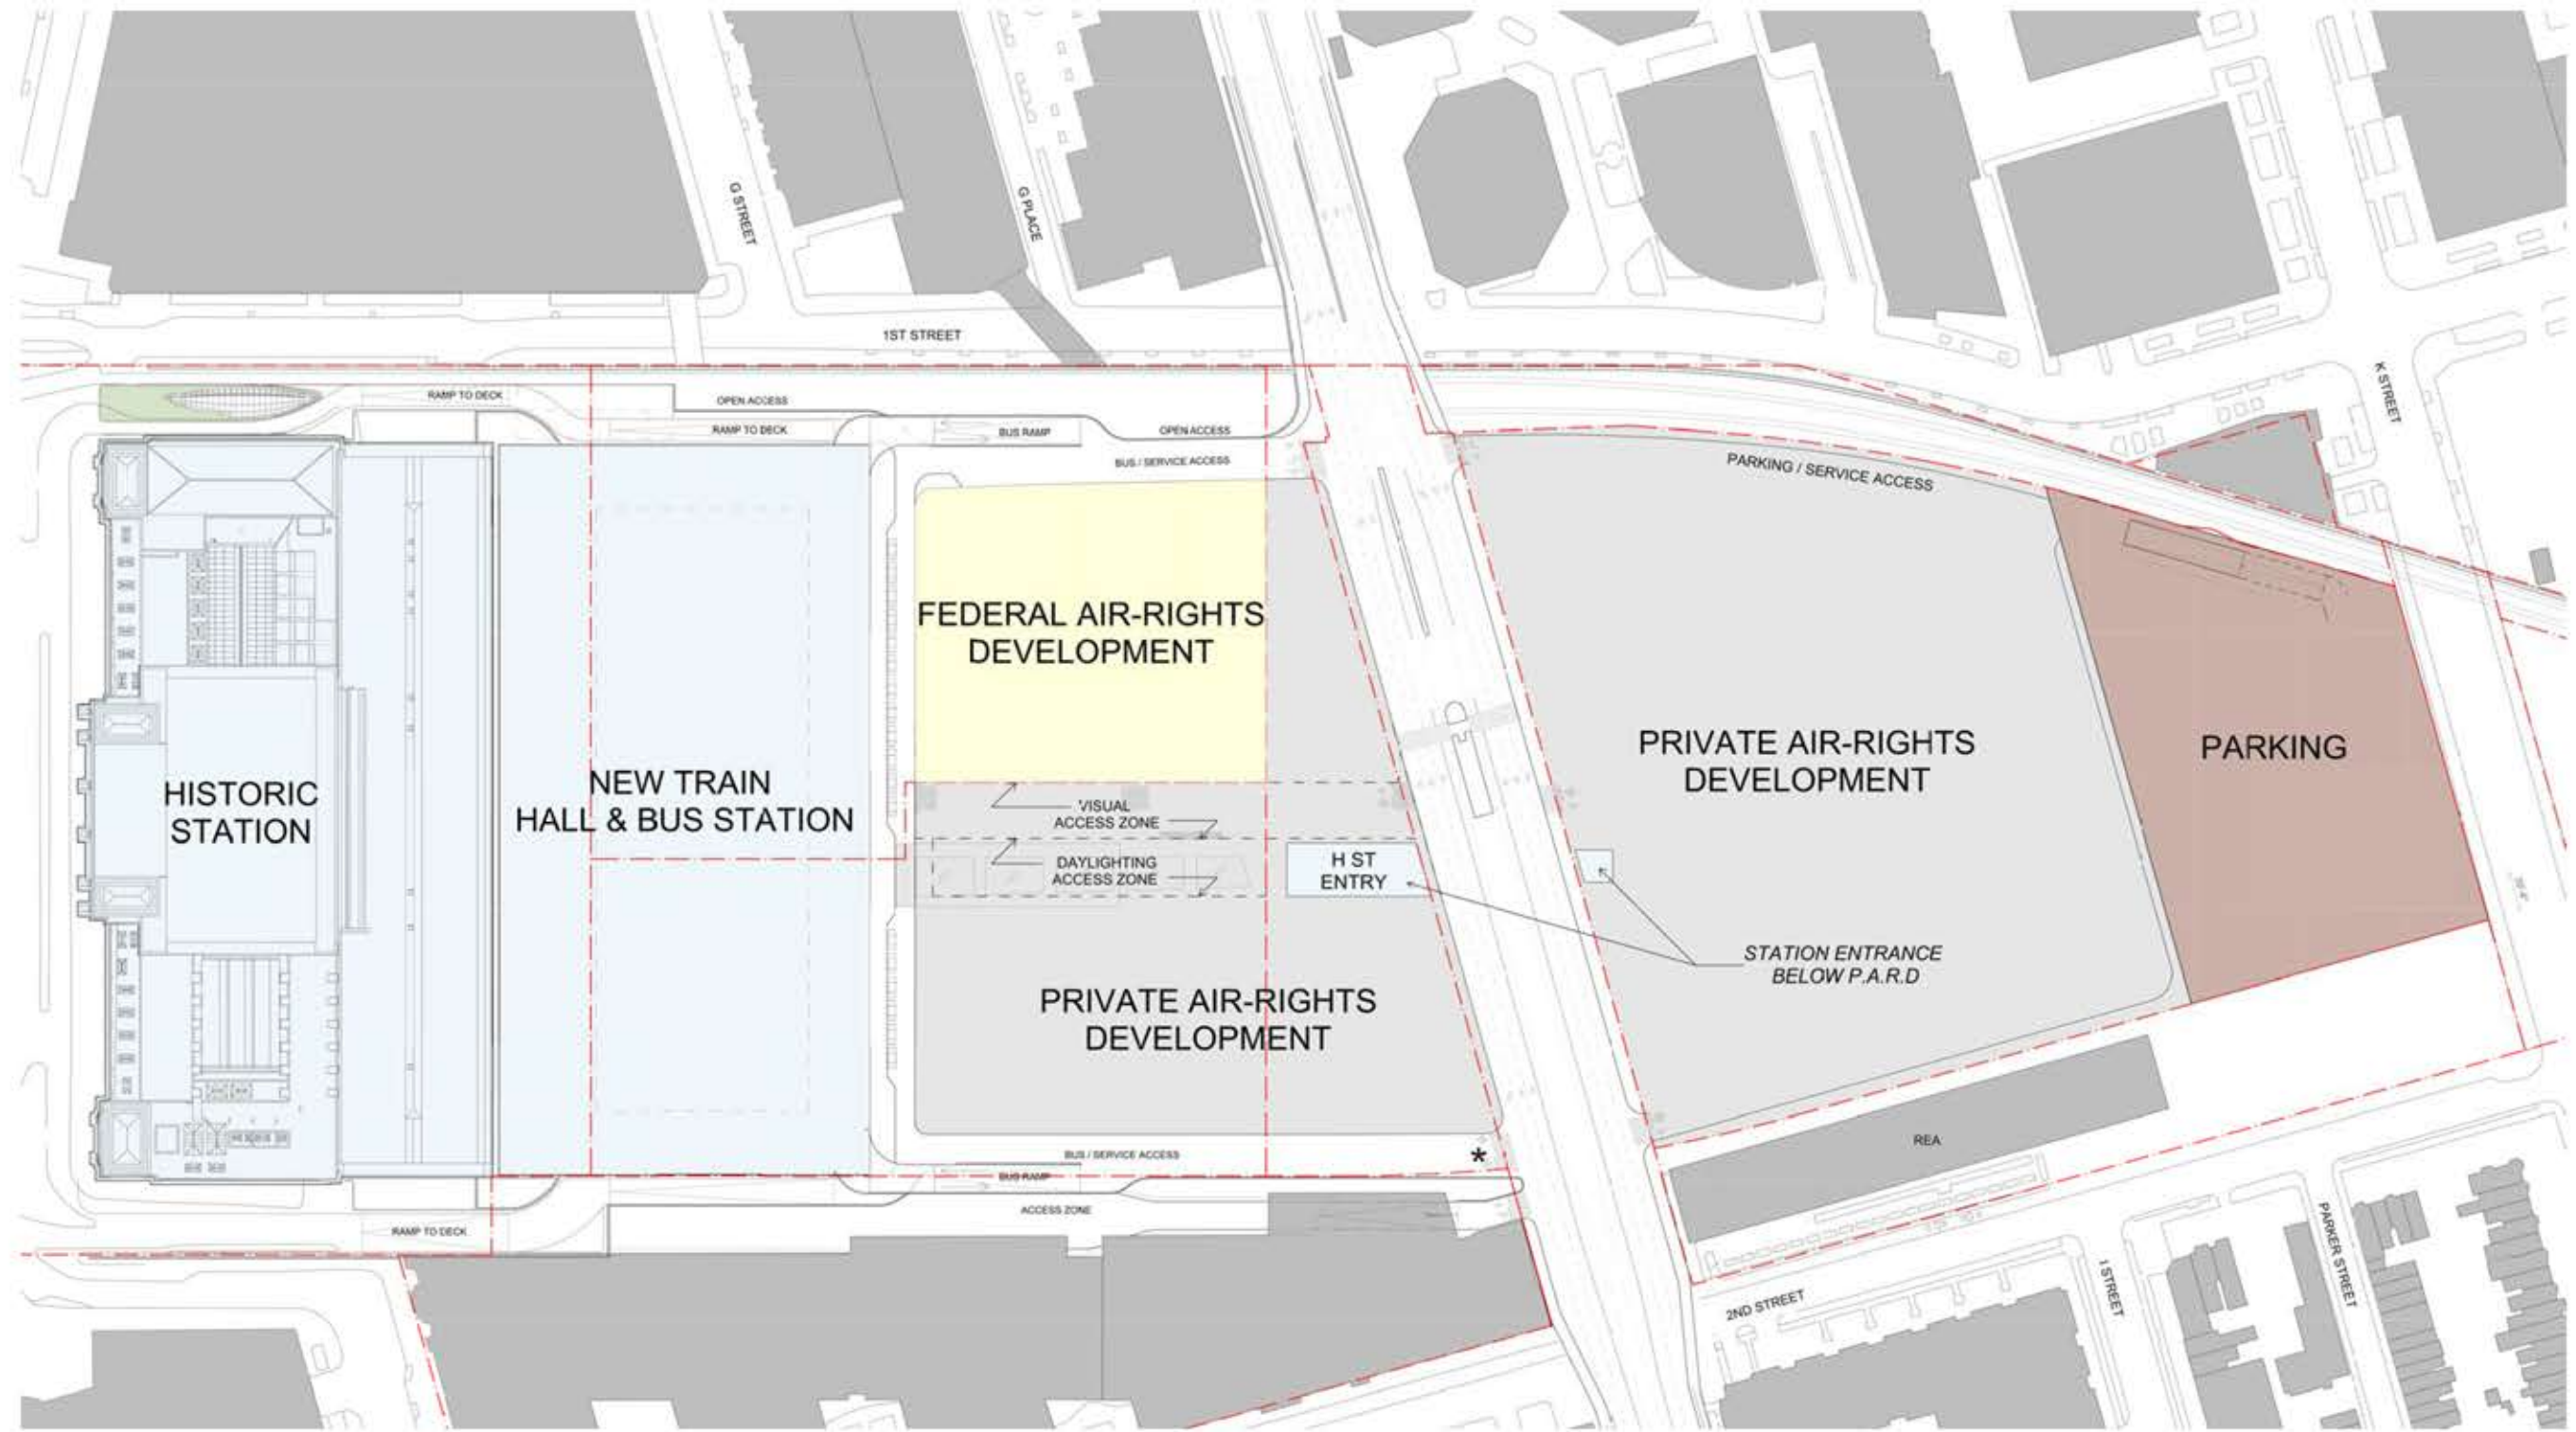 G STREET
G PLACE
1ST STREET
K STREET
RAMP TO DECK
OPEN ACCESS
RAMP TO DECK
BUS RAMP
OPEN ACCESS
BUS / SERVICE ACCESS
PARKING / SERVICE ACCESS
FEDERAL AIR-RIGHTS
DEVELOPMENT
HISTORIC
STATION
NEW TRAIN
HALL & BUS STATION
VISUAL
ACCESS ZONE
DAYLIGHTING
ACCESS ZONE
H ST
ENTRY
PRIVATE AIR-RIGHTS
DEVELOPMENT
PARKING
STATION ENTRANCE
BELOW P.A.R.D
PRIVATE AIR-RIGHTS
DEVELOPMENT
BUS / SERVICE ACCESS
*
BUS RAMP
ACCESS ZONE
RAMP TO DECK
REA
2ND STREET
I STREET
PARKER STREET